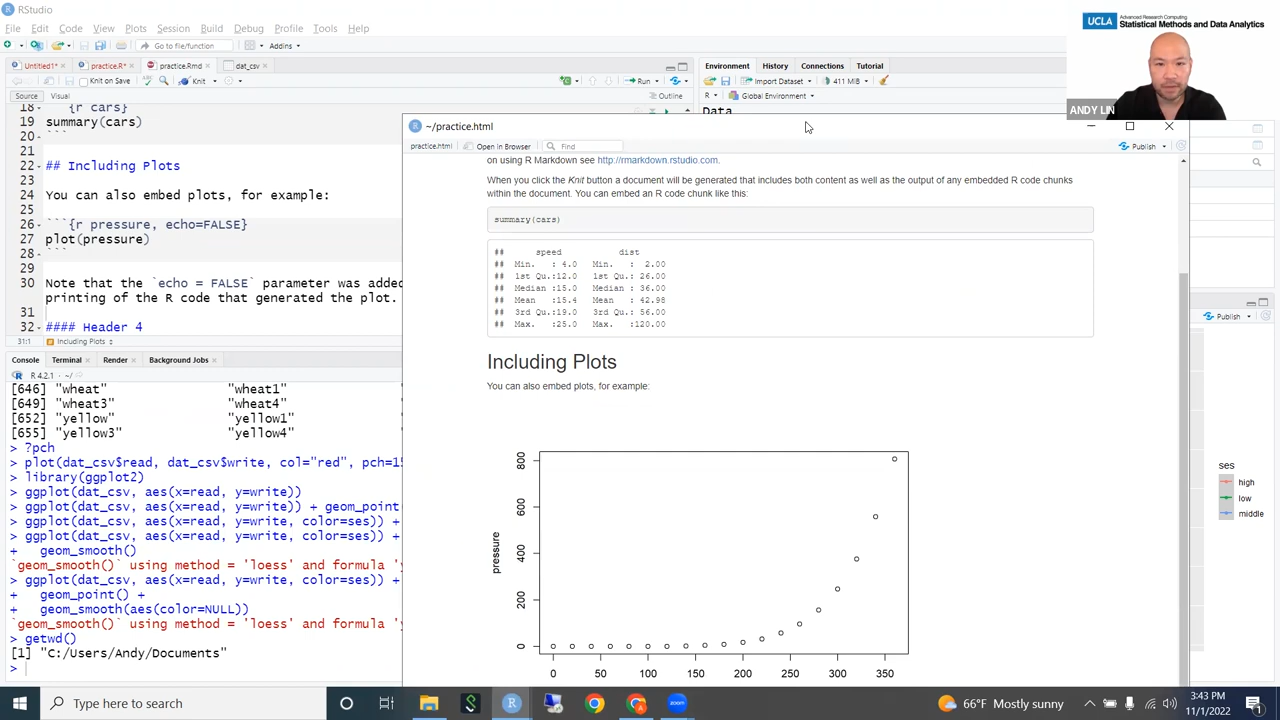 RStudio
File Edit Code View Plots Session Build Debug Profile Tools Help
Go to file/function
Addins
Untitled1* practice.R* practice.Rmd dat_csv
Knit on Save
Knit
Run
Source Visual
Outline
18 {r cars}
19 summary(cars)
20 ```
21
22 ## Including Plots
23
24 You can also embed plots, for example:
25
26 ```{r pressure, echo=FALSE}
27 plot(pressure)
28 ```
29
30 Note that the `echo = FALSE` parameter was added
printing of the R code that generated the plot.
31
32 #### Header 4
31:1 Including Plots
Console Terminal Render Background Jobs
R 4.2.1 · ~/
[646] "wheat" "wheat1"
[649] "wheat3" "wheat4"
[652] "yellow" "yellow1"
[655] "yellow3" "yellow4"
> ?pch
> plot(dat_csv$read, dat_csv$write, col="red", pch=15
> library(ggplot2)
> ggplot(dat_csv, aes(x=read, y=write))
> ggplot(dat_csv, aes(x=read, y=write)) + geom_point
> ggplot(dat_csv, aes(x=read, y=write, color=ses)) +
> ggplot(dat_csv, aes(x=read, y=write, color=ses)) +
+ geom_smooth()
`geom_smooth()` using method = 'loess' and formula 'y
> ggplot(dat_csv, aes(x=read, y=write, color=ses)) +
+ geom_point() +
+ geom_smooth(aes(color=NULL))
`geom_smooth()` using method = 'loess' and formula 'y
> getwd()
[1] "C:/Users/Andy/Documents"
>
Environment History Connections Tutorial
Import Dataset 411 MiB
R Global Environment
Data
UCLA Advanced Research Computing
Statistical Methods and Data Analytics
ANDY LIN
~/practice.html
practice.html Open in Browser Find Publish
on using R Markdown see http://rmarkdown.rstudio.com.
When you click the Knit button a document will be generated that includes both content as well as the output of any embedded R code chunks
within the document. You can embed an R code chunk like this:
summary(cars)
## speed dist
## Min. : 4.0 Min. : 2.00
## 1st Qu.:12.0 1st Qu.: 26.00
## Median :15.0 Median : 36.00
## Mean :15.4 Mean : 42.98
## 3rd Qu.:19.0 3rd Qu.: 56.00
## Max. :25.0 Max. :120.00
Including Plots
You can also embed plots, for example:
pressure
800
600
400
200
0
0 50 100 150 200 250 300 350
Publish
ses
high
low
middle
Type here to search
66°F Mostly sunny
3:43 PM
11/1/2022
1